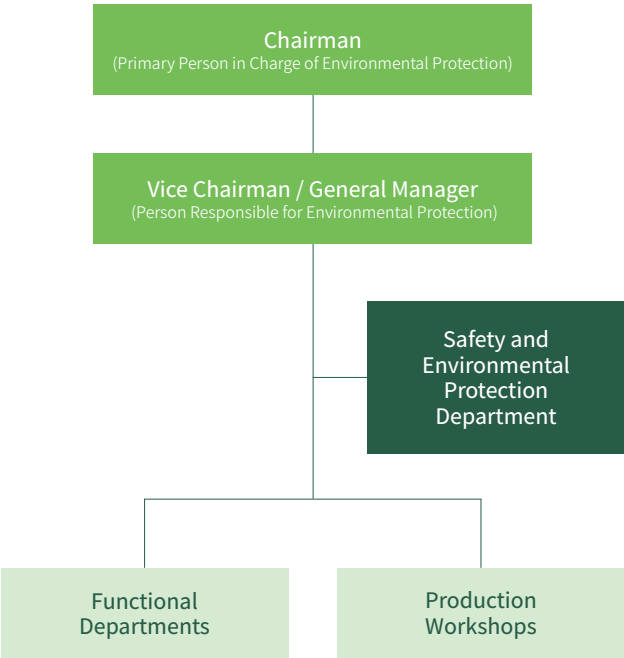 Chairman
(Primary Person in Charge of Environmental Protection)
Vice Chairman / General Manager
(Person Responsible for Environmental Protection)
Safety and
Environmental
Protection
Department
Functional
Departments
Production
Workshops